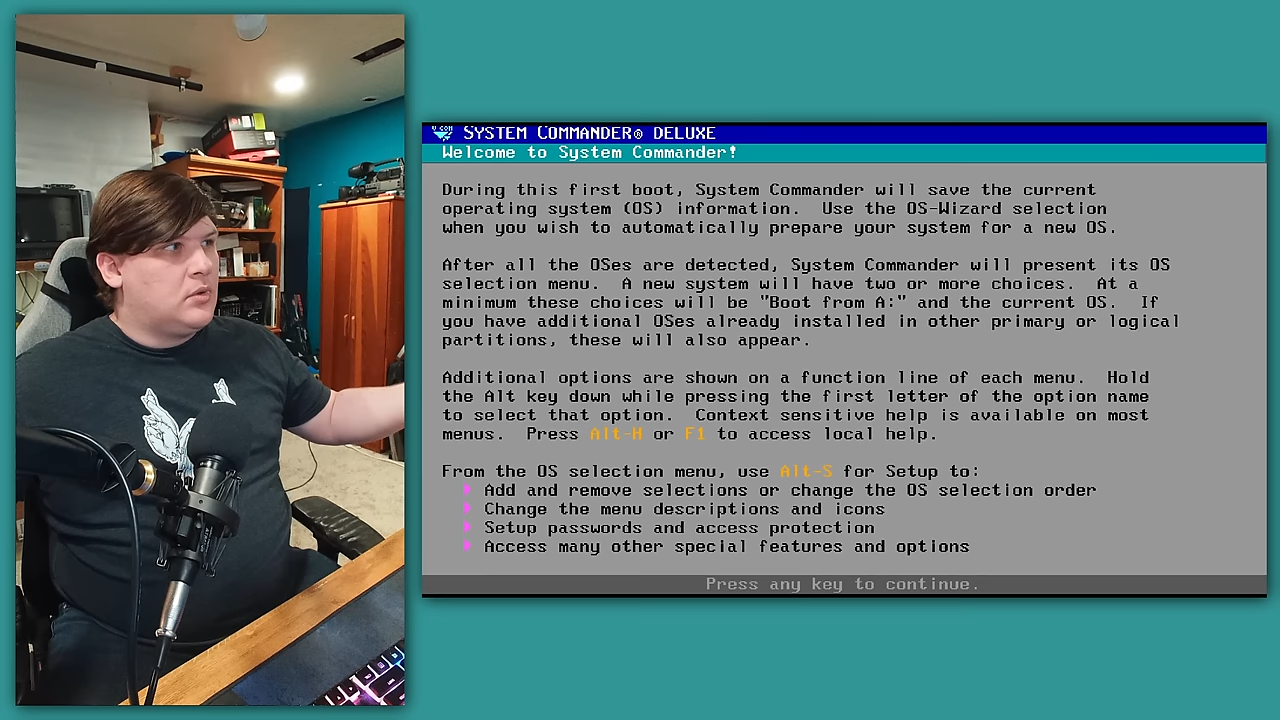 V COM
SYSTEM COMMANDER® DELUXE
Welcome to System Commander!
During this first boot, System Commander will save the current
operating system (OS) information. Use the OS-Wizard selection
when you wish to automatically prepare your system for a new OS.
After all the OSes are detected, System Commander will present its OS
selection menu. A new system will have two or more choices. At a
minimum these choices will be "Boot from A:" and the current OS. If
you have additional OSes already installed in other primary or logical
partitions, these will also appear.
Additional options are shown on a function line of each menu. Hold
the Alt key down while pressing the first letter of the option name
to select that option. Context sensitive help is available on most
menus. Press Alt-H or F1 to access local help.
From the OS selection menu, use Alt-S for Setup to:
Add and remove selections or change the OS selection order
Change the menu descriptions and icons
Setup passwords and access protection
Access many other special features and options
Press any key to continue.